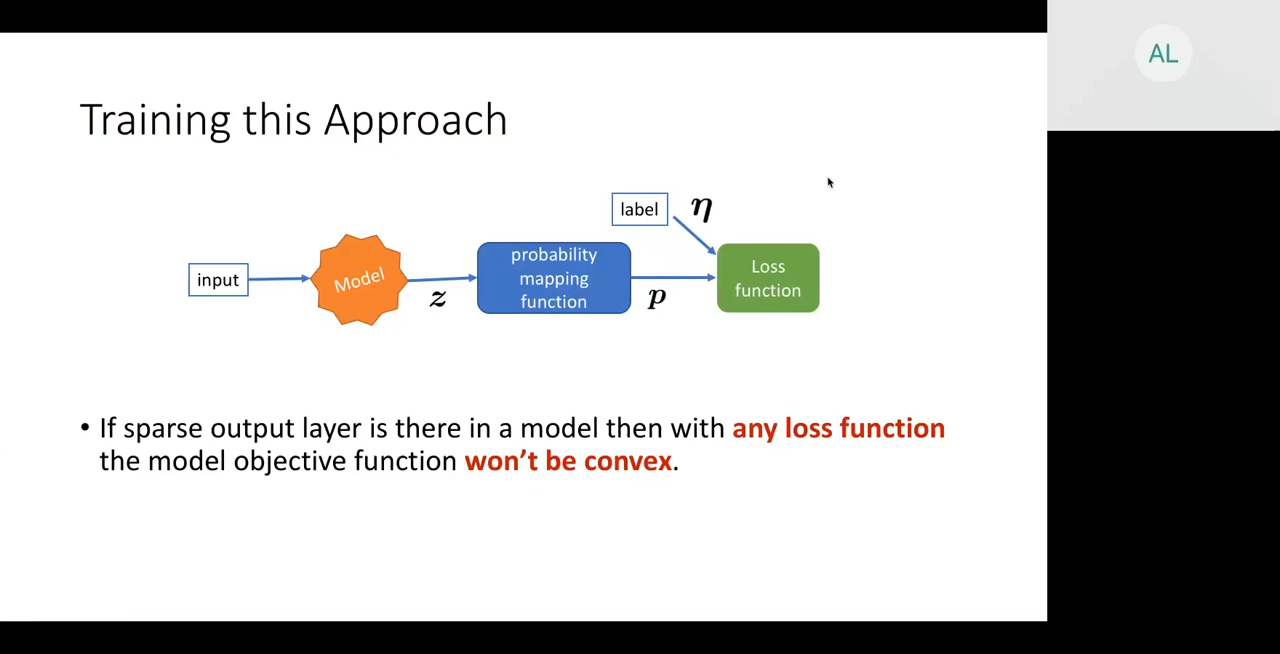 AL
Training this Approach
label
η
input
Model
z
probability
mapping
function
p
Loss
function
• If sparse output layer is there in a model then with any loss function
the model objective function won’t be convex.